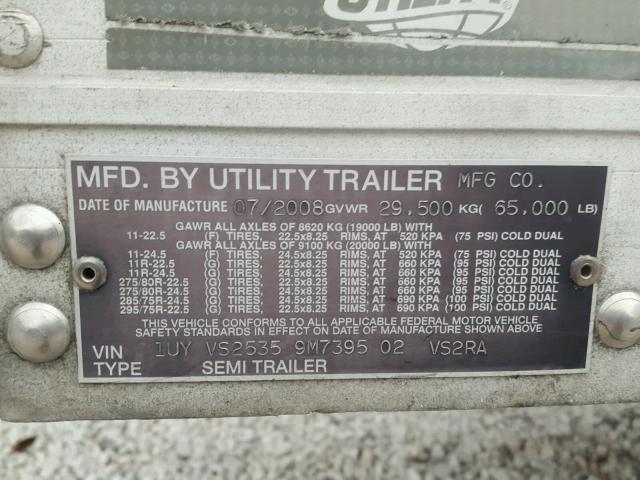 UTILITY
MFD. BY UTILITY TRAILER MFG CO.
DATE OF MANUFACTURE 07/2008 GVWR 29,500 KG( 65,000 LB)
GAWR ALL AXLES OF 8620 KG (19000 LB) WITH
11-22.5 (F) TIRES, 22.5x8.25 RIMS, AT 520 KPA (75 PSI) COLD DUAL
GAWR ALL AXLES OF 9100 KG (20000 LB) WITH
11-24.5 (F) TIRES, 24.5x8.25 RIMS, AT 520 KPA (75 PSI) COLD DUAL
11R-22.5 (G) TIRES, 22.5x8.25 RIMS, AT 660 KPA (95 PSI) COLD DUAL
11R-24.5 (G) TIRES, 24.5x8.25 RIMS, AT 660 KPA (95 PSI) COLD DUAL
275/80R-22.5 (G) TIRES, 22.5x8.25 RIMS, AT 660 KPA (95 PSI) COLD DUAL
275/80R-24.5 (G) TIRES, 24.5x8.25 RIMS, AT 660 KPA (95 PSI) COLD DUAL
285/75R-24.5 (G) TIRES, 24.5x8.25 RIMS, AT 690 KPA (100 PSI) COLD DUAL
295/75R-22.5 (G) TIRES, 22.5x8.25 RIMS, AT 690 KPA (100 PSI) COLD DUAL
THIS VEHICLE CONFORMS TO ALL APPLICABLE FEDERAL MOTOR VEHICLE
SAFETY STANDARDS IN EFFECT ON DATE OF MANUFACTURE SHOWN ABOVE
VIN 1UY VS2535 9M7395 02 VS2RA
TYPE SEMI TRAILER